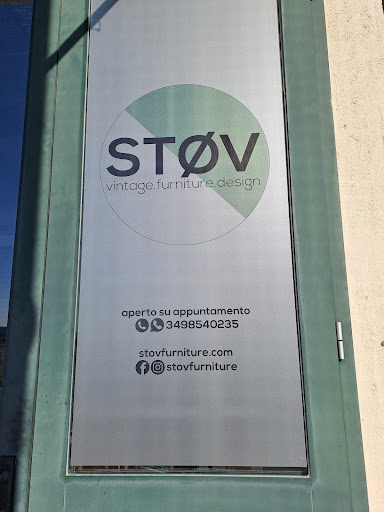 STØV
vintage.furniture.design
aperto su appuntamento
3498540235
stovfurniture.com
stovfurniture